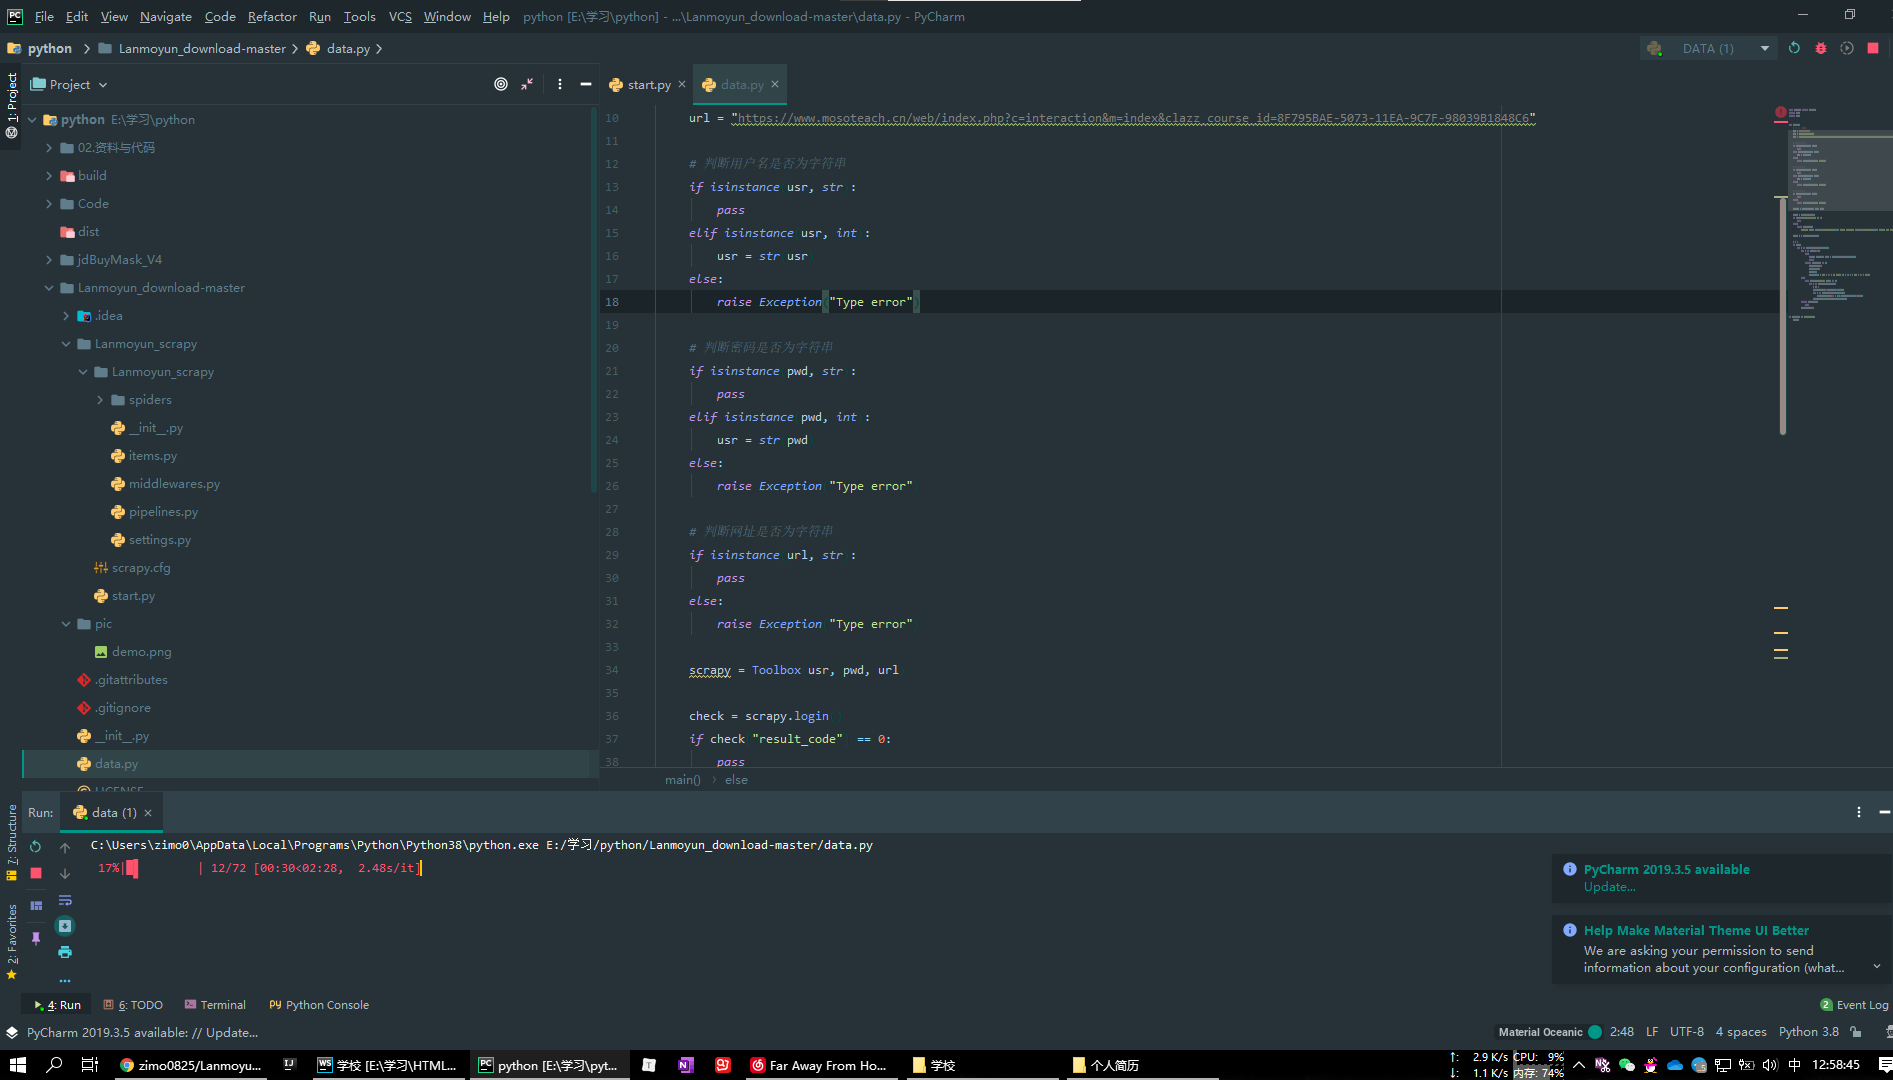 File Edit View Navigate Code Refactor Run Tools VCS Window Help python [E:\学习\python] - ...\Lanmoyun_download-master\data.py - PyCharm
python Lanmoyun_download-master data.py DATA (1)
1: Project
Project
start.py data.py
python E:\学习\python
02.资料与代码
build
Code
dist
jdBuyMask_V4
Lanmoyun_download-master
.idea
Lanmoyun_scrapy
Lanmoyun_scrapy
spiders
__init__.py
items.py
middlewares.py
pipelines.py
settings.py
scrapy.cfg
start.py
pic
demo.png
.gitattributes
.gitignore
__init__.py
data.py
LICENSE
10 url = "https://www.mosoteach.cn/web/index.php?c=interaction&m=index&clazz_course_id=8F795BAE-5073-11EA-9C7F-98039B1848C6"
11
12 # 判断用户名是否为字符串
13 if isinstance usr, str :
14 pass
15 elif isinstance usr, int :
16 usr = str usr
17 else:
18 raise Exception "Type error"
19
20 # 判断密码是否为字符串
21 if isinstance pwd, str :
22 pass
23 elif isinstance pwd, int :
24 usr = str pwd
25 else:
26 raise Exception "Type error"
27
28 # 判断网址是否为字符串
29 if isinstance url, str :
30 pass
31 else:
32 raise Exception "Type error"
33
34 scrapy = Toolbox usr, pwd, url
35
36 check = scrapy.login
37 if check "result_code" == 0:
38 pass
main() › else
7: Structure
2: Favorites
Run: data (1)
C:\Users\zimo0\AppData\Local\Programs\Python\Python38\python.exe E:/学习/python/Lanmoyun_download-master/data.py
17%| | 12/72 [00:30<02:28, 2.48s/it]
PyCharm 2019.3.5 available
Update...
Help Make Material Theme UI Better
We are asking your permission to send
information about your configuration (what...
4: Run 6: TODO Terminal Python Console 2 Event Log
PyCharm 2019.3.5 available: // Update... Material Oceanic 2:48 LF UTF-8 4 spaces Python 3.8
zimo0825/Lanmoyu... 学校 [E:\学习\HTML... python [E:\学习\pyt... Far Away From Ho... 学校 个人简历
↑: 2.9 K/s CPU: 9%
↓: 1.1 K/s 内存: 74%
中 12:58:45